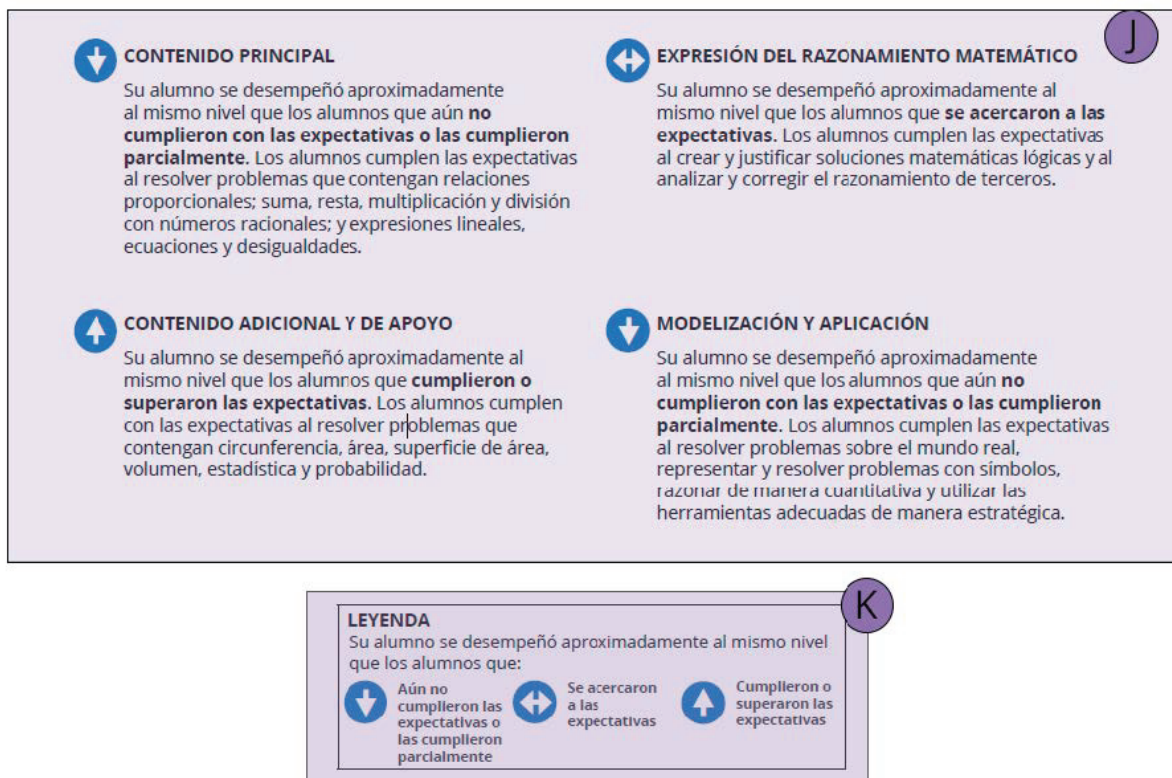 J
CONTENIDO PRINCIPAL
Su alumno se desempeñó aproximadamente
al mismo nivel que los alumnos que aún no
cumplieron con las expectativas o las cumplieron
parcialmente. Los alumnos cumplen las expectativas
al resolver problemas que contengan relaciones
proporcionales; suma, resta, multiplicación y división
con números racionales; y expresiones lineales,
ecuaciones y desigualdades.
EXPRESIÓN DEL RAZONAMIENTO MATEMÁTICO
Su alumno se desempeñó aproximadamente al
mismo nivel que los alumnos que se acercaron a las
expectativas. Los alumnos cumplen las expectativas
al crear y justificar soluciones matemáticas lógicas y al
analizar y corregir el razonamiento de terceros.
CONTENIDO ADICIONAL Y DE APOYO
Su alumno se desempeñó aproximadamente al
mismo nivel que los alumnos que cumplieron o
superaron las expectativas. Los alumnos cumplen
con las expectativas al resolver problemas que
contengan circunferencia, área, superficie de área,
volumen, estadística y probabilidad.
MODELIZACIÓN Y APLICACIÓN
Su alumno se desempeñó aproximadamente
al mismo nivel que los alumnos que aún no
cumplieron con las expectativas o las cumplieron
parcialmente. Los alumnos cumplen las expectativas
al resolver problemas sobre el mundo real,
representar y resolver problemas con símbolos,
razonar de manera cuantitativa y utilizar las
herramientas adecuadas de manera estratégica.
K
LEYENDA
Su alumno se desempeñó aproximadamente al mismo nivel
que los alumnos que:
Aún no
cumplieron las
expectativas o
las cumplieron
parcialmente
Se acercaron
a las
expectativas
Cumplieron o
superaron las
expectativas